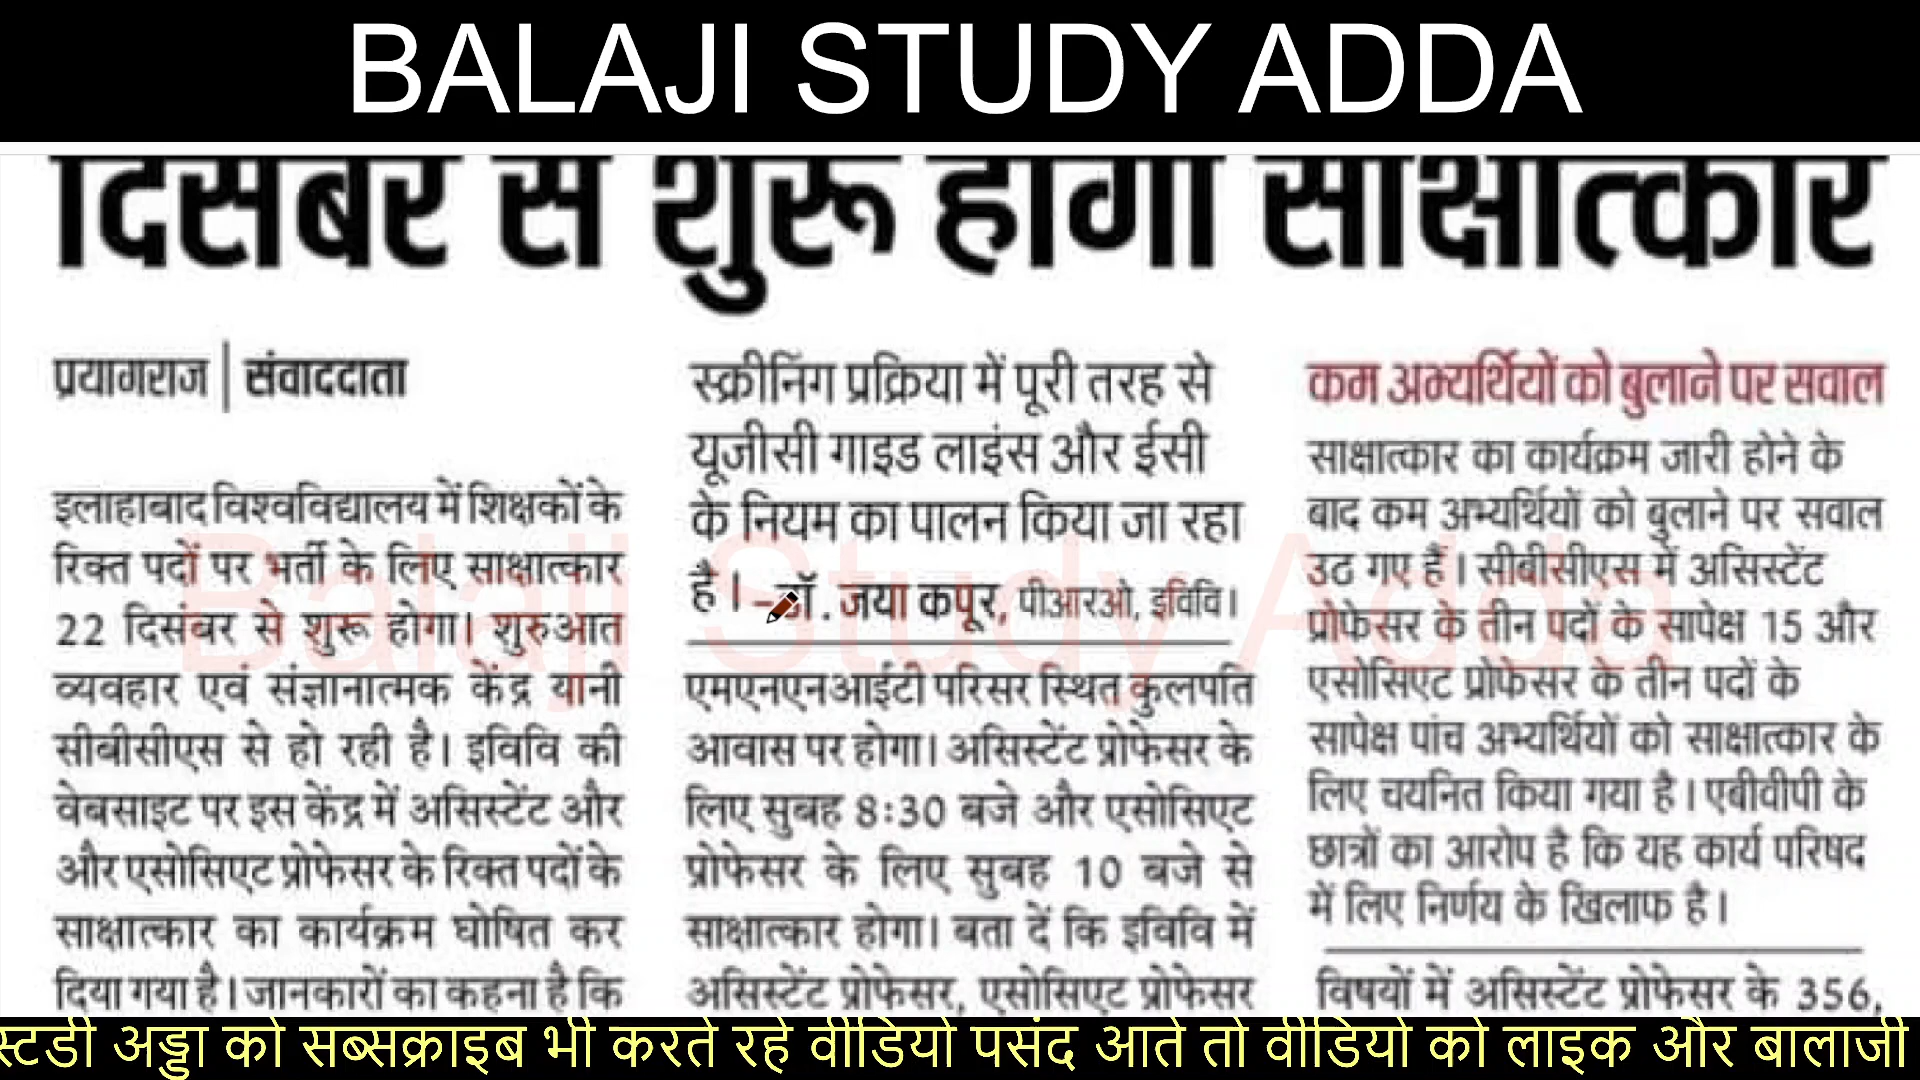 BALAJI STUDY ADDA
दिसंबर से शुरू होगा साक्षात्कार
प्रयागराज | संवाददाता
इलाहाबाद विश्वविद्यालय में शिक्षकों के
रिक्त पदों पर भर्ती के लिए साक्षात्कार
22 दिसंबर से शुरू होगा। शुरुआत
व्यवहार एवं संज्ञानात्मक केंद्र यानी
सीबीसीएस से हो रही है। इविवि की
वेबसाइट पर इस केंद्र में असिस्टेंट और
और एसोसिएट प्रोफेसर के रिक्त पदों के
साक्षात्कार का कार्यक्रम घोषित कर
दिया गया है। जानकारों का कहना है कि
स्क्रीनिंग प्रक्रिया में पूरी तरह से
यूजीसी गाइड लाइंस और ईसी
के नियम का पालन किया जा रहा
है। –डॉ. जया कपूर, पीआरओ, इविवि।
एमएनएनआईटी परिसर स्थित कुलपति
आवास पर होगा। असिस्टेंट प्रोफेसर के
लिए सुबह 8:30 बजे और एसोसिएट
प्रोफेसर के लिए सुबह 10 बजे से
साक्षात्कार होगा। बता दें कि इविवि में
असिस्टेंट प्रोफेसर, एसोसिएट प्रोफेसर
कम अभ्यर्थियों को बुलाने पर सवाल
साक्षात्कार का कार्यक्रम जारी होने के
बाद कम अभ्यर्थियों को बुलाने पर सवाल
उठ गए हैं। सीबीसीएस में असिस्टेंट
प्रोफेसर के तीन पदों के सापेक्ष 15 और
एसोसिएट प्रोफेसर के तीन पदों के
सापेक्ष पांच अभ्यर्थियों को साक्षात्कार के
लिए चयनित किया गया है। एबीवीपी के
छात्रों का आरोप है कि यह कार्य परिषद
में लिए निर्णय के खिलाफ है।
विषयों में असिस्टेंट प्रोफेसर के 356,
Balaji Study Adda
स्टडी अड्डा को सब्सक्राइब भी करते रहे वीडियो पसंद आते तो वीडियो को लाइक और बालाजी